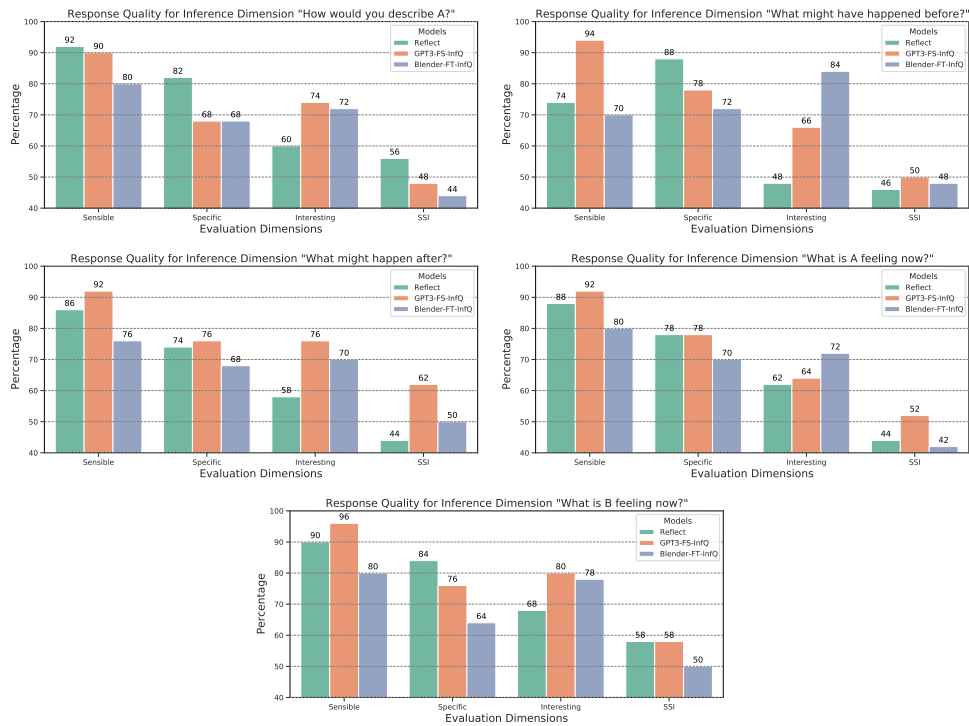 Response Quality for Inference Dimension "How would you describe A?"
Models
Reflect
GPT3-FS-InfQ
Blender-FT-InfQ
Percentage
100
90
80
70
60
50
40
92 90 80
82 68 68
60 74 72
56 48 44
Sensible Specific Interesting SSI
Evaluation Dimensions
Response Quality for Inference Dimension "What might have happened before?"
Models
Reflect
GPT3-FS-InfQ
Blender-FT-InfQ
Percentage
100
90
80
70
60
50
40
74 94 70
88 78 72
48 66 84
46 50 48
Sensible Specific Interesting SSI
Evaluation Dimensions
Response Quality for Inference Dimension "What might happen after?"
Models
Reflect
GPT3-FS-InfQ
Blender-FT-InfQ
Percentage
100
90
80
70
60
50
40
86 92 76
74 76 68
58 76 70
44 62 50
Sensible Specific Interesting SSI
Evaluation Dimensions
Response Quality for Inference Dimension "What is A feeling now?"
Models
Reflect
GPT3-FS-InfQ
Blender-FT-InfQ
Percentage
100
90
80
70
60
50
40
88 92 80
78 78 70
62 64 72
44 52 42
Sensible Specific Interesting SSI
Evaluation Dimensions
Response Quality for Inference Dimension "What is B feeling now?"
Models
Reflect
GPT3-FS-InfQ
Blender-FT-InfQ
Percentage
100
90
80
70
60
50
40
90 96 80
84 76 64
68 80 78
58 58 50
Sensible Specific Interesting SSI
Evaluation Dimensions